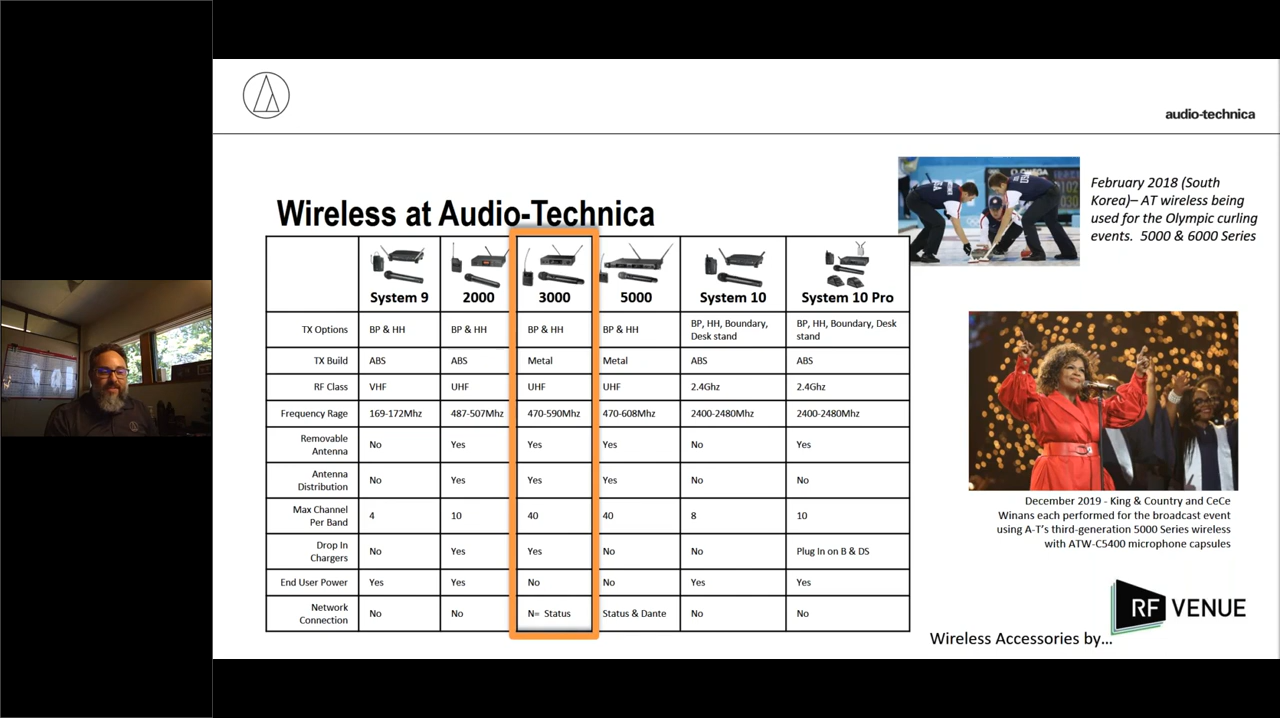 audio-technica
Wireless at Audio-Technica
February 2018 (South
Korea)– AT wireless being
used for the Olympic curling
events. 5000 & 6000 Series
System 9 2000 3000 5000 System 10 System 10 Pro
TX Options BP & HH BP & HH BP & HH BP & HH BP, HH, Boundary, Desk stand BP, HH, Boundary, Desk stand
TX Build ABS ABS Metal Metal ABS ABS
RF Class VHF UHF UHF UHF 2.4Ghz 2.4Ghz
Frequency Rage 169-172Mhz 487-507Mhz 470-590Mhz 470-608Mhz 2400-2480Mhz 2400-2480Mhz
Removable Antenna No Yes Yes Yes No Yes
Antenna Distribution No Yes Yes Yes No No
Max Channel Per Band 4 10 40 40 8 10
Drop In Chargers No Yes Yes No No Plug In on B & DS
End User Power Yes Yes No No Yes Yes
Network Connection No No N= Status Status & Dante No No
December 2019 - King & Country and CeCe
Winans each performed for the broadcast event
using A-T's third-generation 5000 Series wireless
with ATW-C5400 microphone capsules
RF VENUE
Wireless Accessories by...